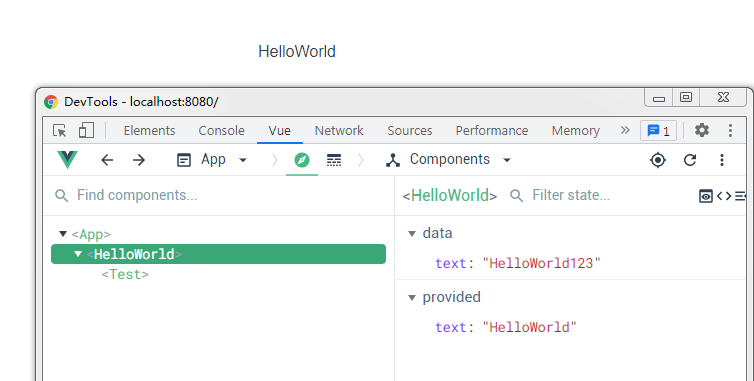 HelloWorld
DevTools - localhost:8080/
Elements Console Vue Network Sources Performance Memory » 1
App Components
Find components... <HelloWorld> Filter state...
<App>
<HelloWorld>
<Test>
data
text: "HelloWorld123"
provided
text: "HelloWorld"